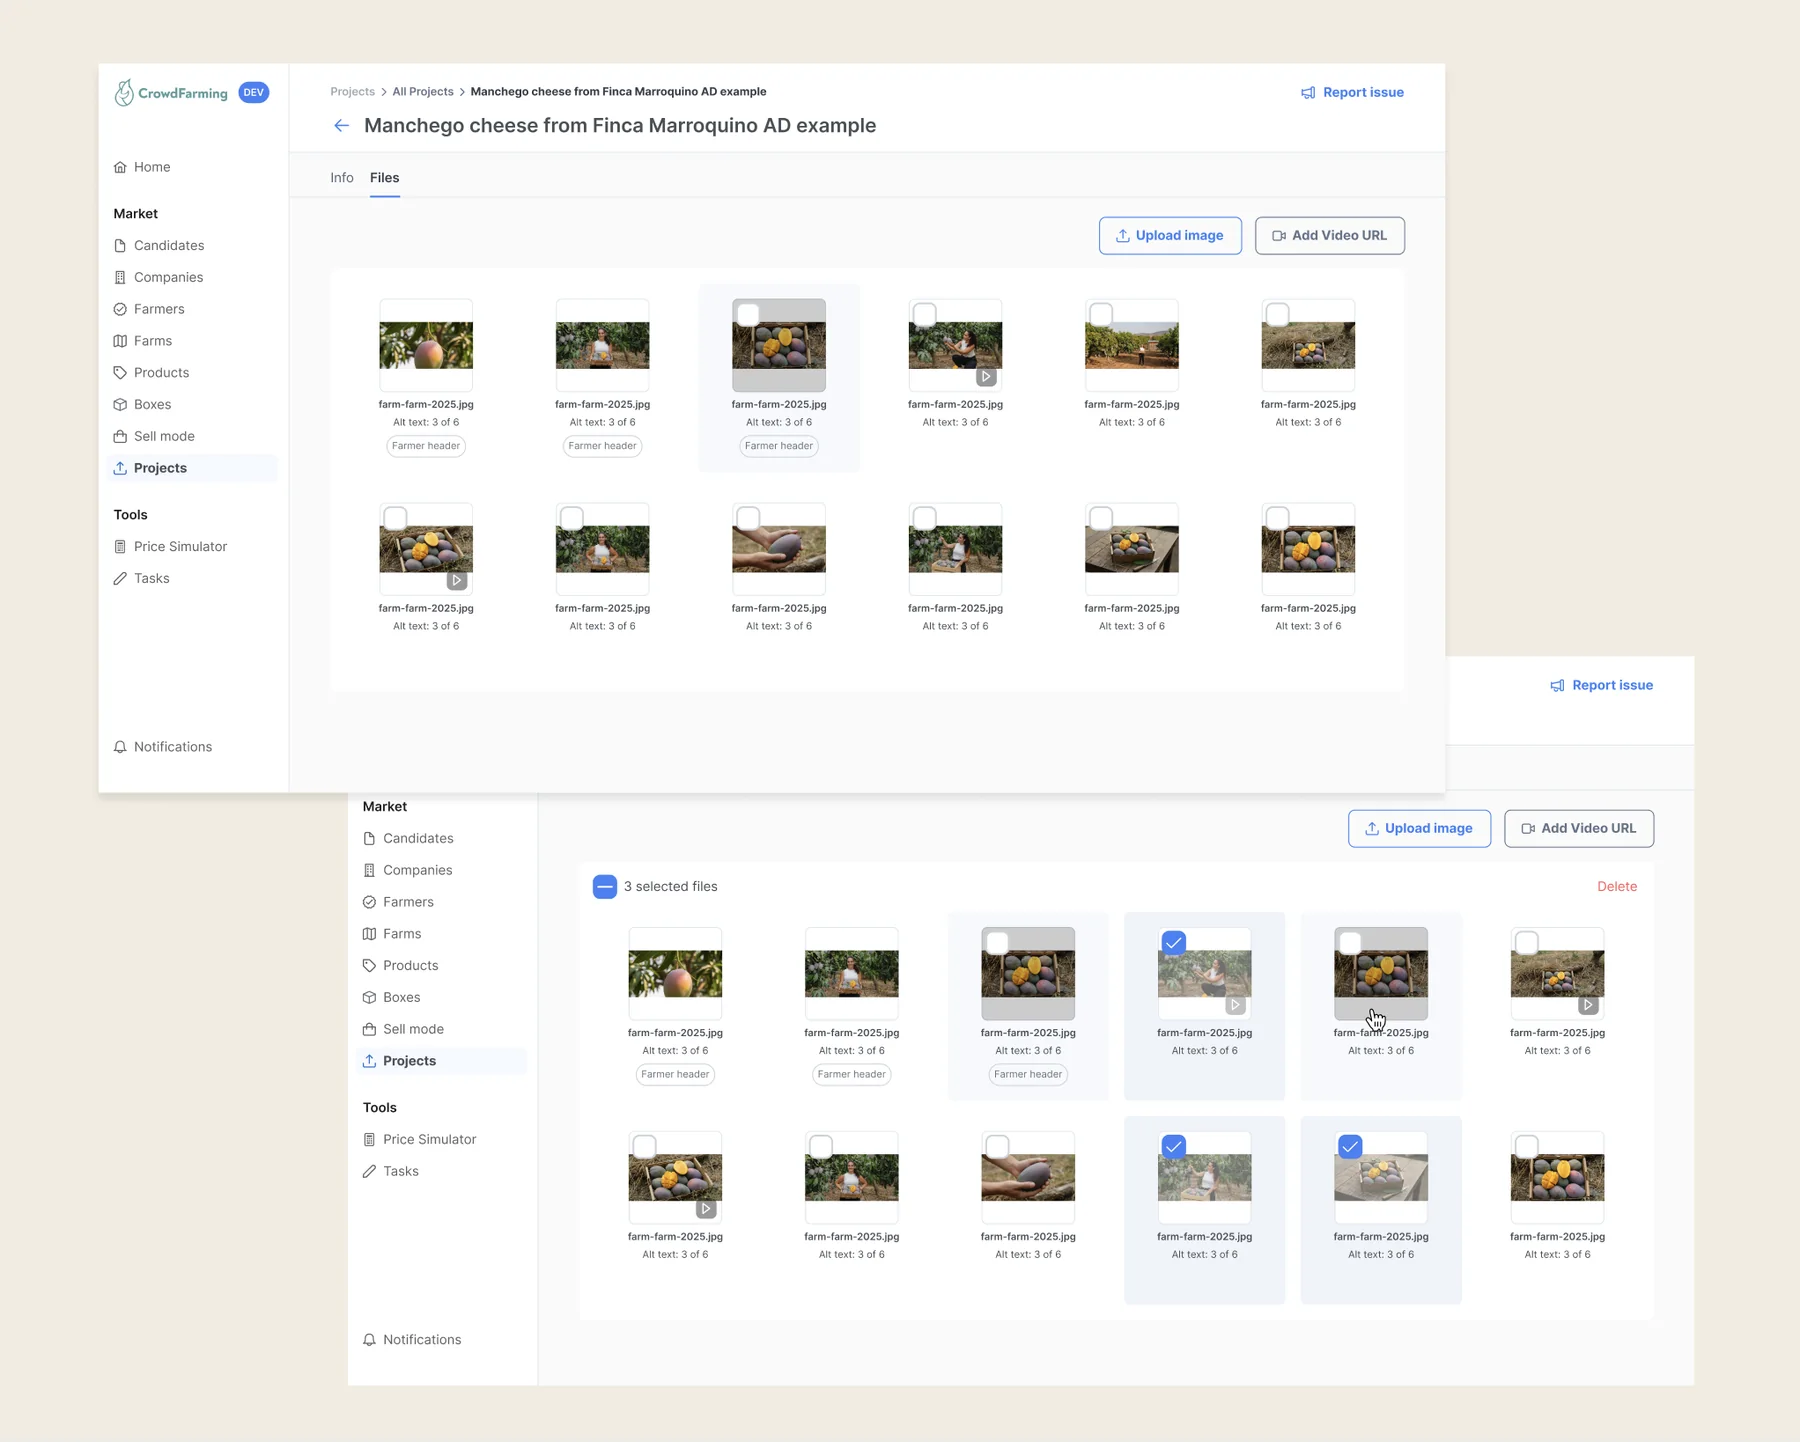 CrowdFarming DEV
Projects > All Projects > Manchego cheese from Finca Marroquino AD example
Report issue
Manchego cheese from Finca Marroquino AD example
Home
Info Files
Market
Candidates
Companies
Farmers
Farms
Products
Boxes
Sell mode
Projects
Tools
Price Simulator
Tasks
Notifications
Upload image Add Video URL
farm-farm-2025.jpg farm-farm-2025.jpg farm-farm-2025.jpg farm-farm-2025.jpg farm-farm-2025.jpg farm-farm-2025.jpg
Alt text: 3 of 6 Alt text: 3 of 6 Alt text: 3 of 6 Alt text: 3 of 6 Alt text: 3 of 6 Alt text: 3 of 6
Farmer header Farmer header Farmer header
farm-farm-2025.jpg farm-farm-2025.jpg farm-farm-2025.jpg farm-farm-2025.jpg farm-farm-2025.jpg farm-farm-2025.jpg
Alt text: 3 of 6 Alt text: 3 of 6 Alt text: 3 of 6 Alt text: 3 of 6 Alt text: 3 of 6 Alt text: 3 of 6
Report issue
Market
Candidates
Companies
Farmers
Farms
Products
Boxes
Sell mode
Projects
Tools
Price Simulator
Tasks
Notifications
Upload image Add Video URL
3 selected files Delete
farm-farm-2025.jpg farm-farm-2025.jpg farm-farm-2025.jpg farm-farm-2025.jpg farm-farm-2025.jpg farm-farm-2025.jpg
Alt text: 3 of 6 Alt text: 3 of 6 Alt text: 3 of 6 Alt text: 3 of 6 Alt text: 3 of 6 Alt text: 3 of 6
Farmer header Farmer header Farmer header
farm-farm-2025.jpg farm-farm-2025.jpg farm-farm-2025.jpg farm-farm-2025.jpg farm-farm-2025.jpg farm-farm-2025.jpg
Alt text: 3 of 6 Alt text: 3 of 6 Alt text: 3 of 6 Alt text: 3 of 6 Alt text: 3 of 6 Alt text: 3 of 6